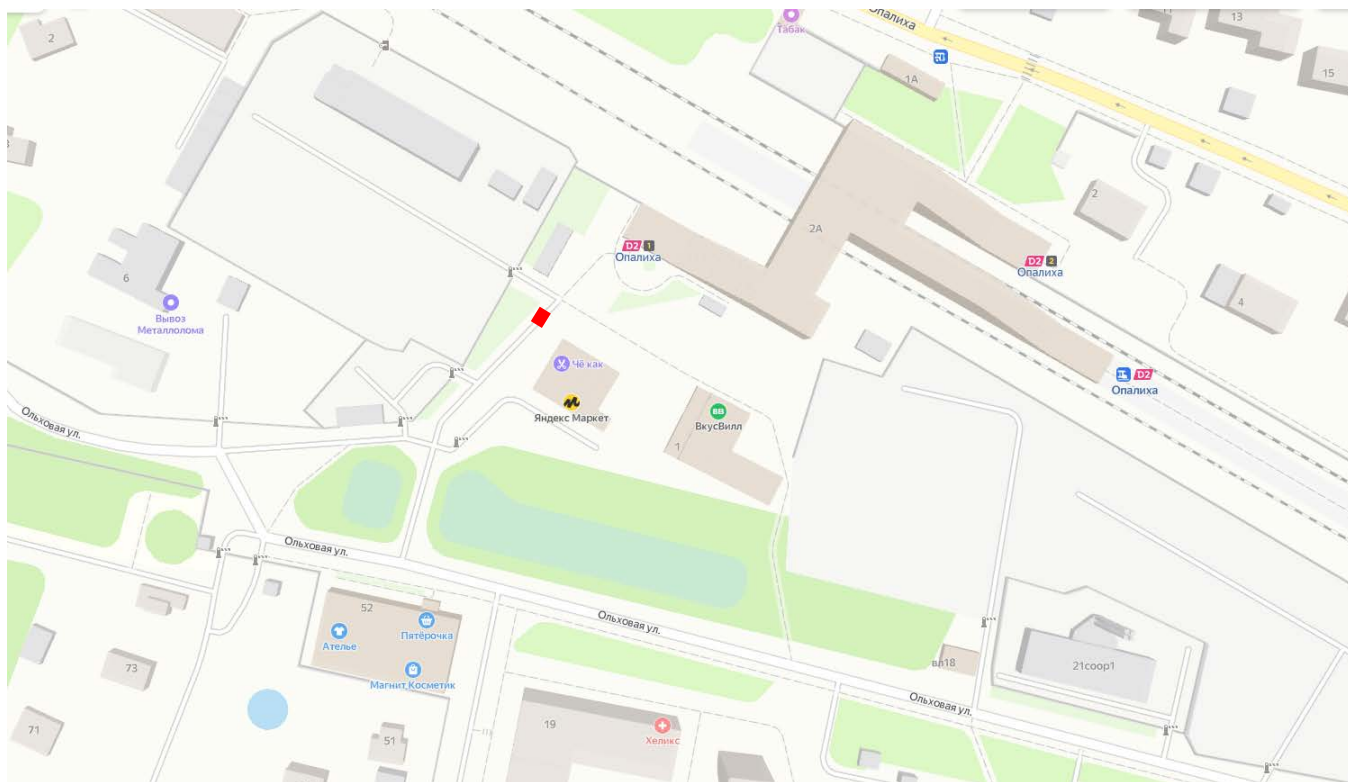 Опалиха
Табак
11
13
15
2
1А
2
2А
D2 1
Опалиха
D2 2
Опалиха
4
6
Вывоз
Металлолома
Чё как
Яндекс Маркет
ВВ
ВкусВилл
1
D2
Опалиха
Ольховая ул.
Ольховая ул.
52
Пятёрочка
Ателье
Магнит Косметик
Ольховая ул.
вл18
21соор1
73
71
51
19
Хеликс
Ольховая ул.